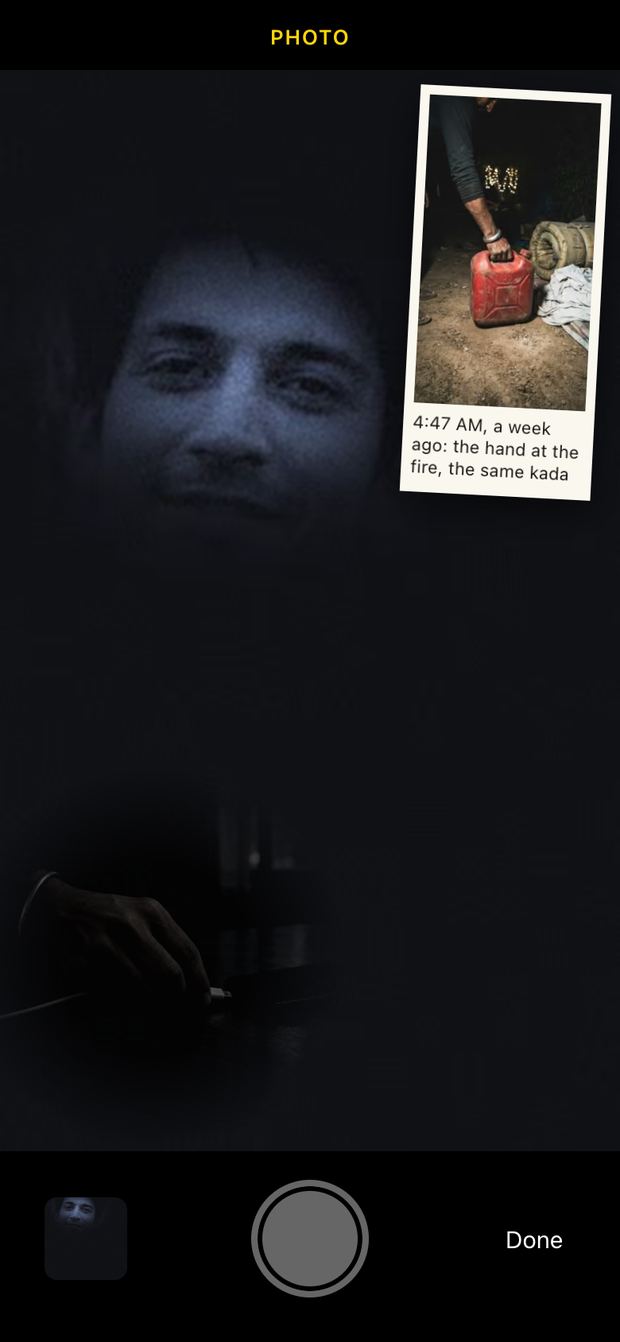 PHOTO
4:47 AM, a week
ago: the hand at the
fire, the same kada
Done